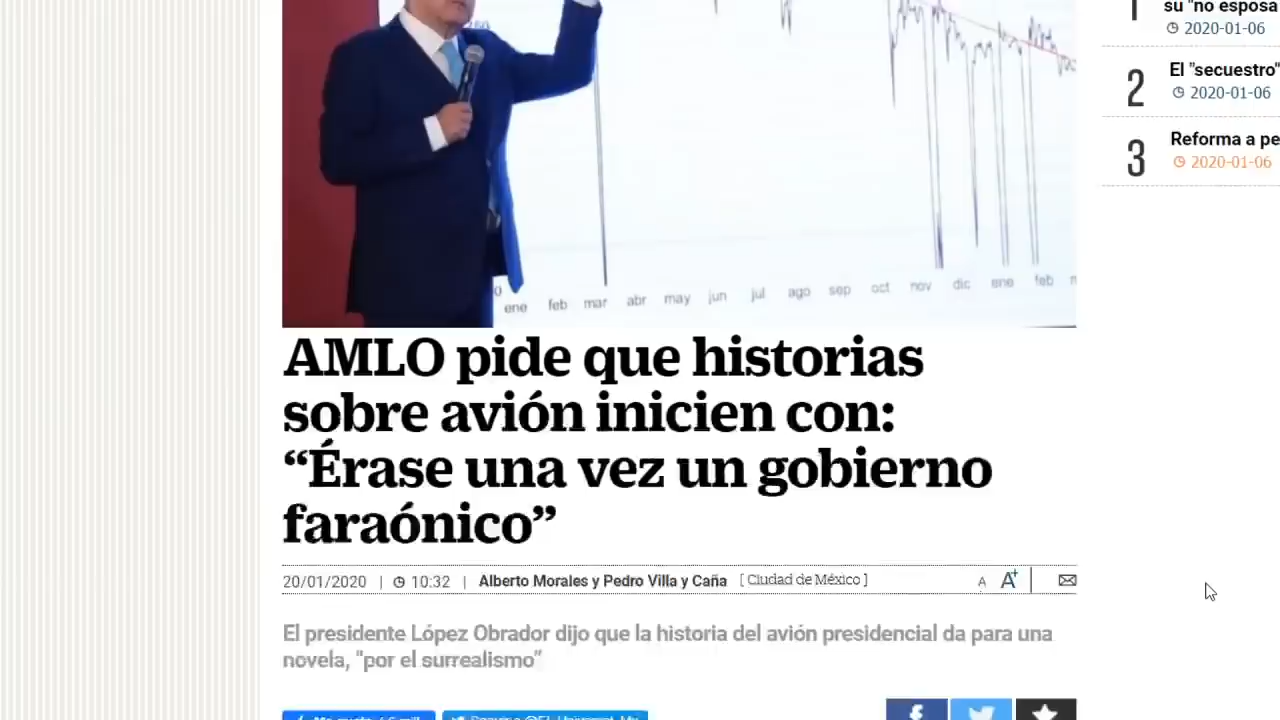 su "no esposa
2020-01-06
2
El "secuestro"
2020-01-06
3
Reforma a pe
2020-01-06
ene feb mar abr may jun jul ago sep oct nov dic ene feb
AMLO pide que historias
sobre avión inicien con:
“Érase una vez un gobierno
faraónico”
20/01/2020 | 10:32 | Alberto Morales y Pedro Villa y Caña [ Ciudad de México ] A A+
El presidente López Obrador dijo que la historia del avión presidencial da para una
novela, "por el surrealismo"